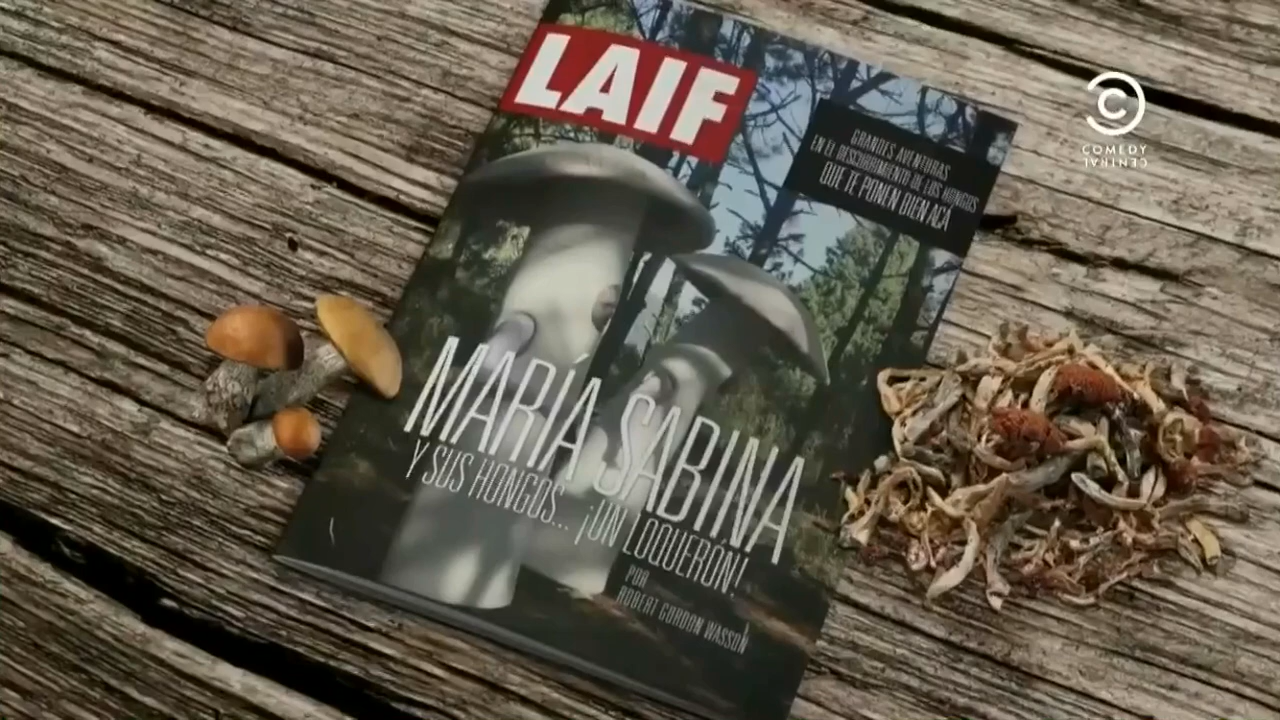 LAIF
GRANDES AVENTURAS
EN EL DESCUBRIMIENTO DE LOS HONGOS
QUE TE PONEN BIEN ACÁ
MARÍA SABINA
Y SUS HONGOS... ¡UN LOQUERÓN!
POR
ROBERT GORDON WASSON
C
COMEDY
CENTRAL